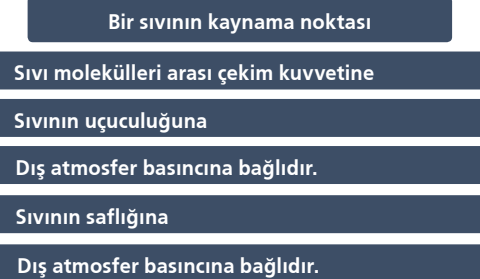 Bir sıvının kaynama noktası
Sıvı molekülleri arası çekim kuvvetine
Sıvının uçuculuğuna
Dış atmosfer basıncına bağlıdır.
Sıvının saflığına
Dış atmosfer basıncına bağlıdır.